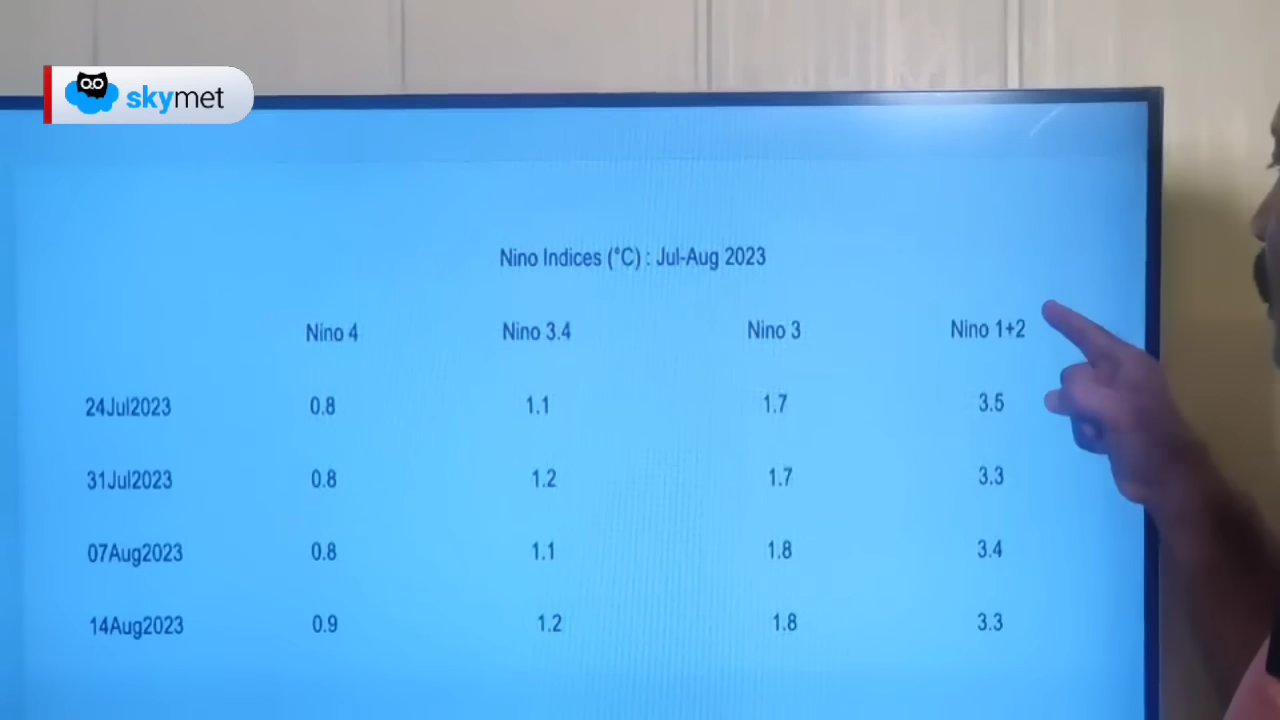 skymet
Nino Indices (°C) : Jul-Aug 2023
Nino 4 Nino 3.4 Nino 3 Nino 1+2
24Jul2023 0.8 1.1 1.7 3.5
31Jul2023 0.8 1.2 1.7 3.3
07Aug2023 0.8 1.1 1.8 3.4
14Aug2023 0.9 1.2 1.8 3.3